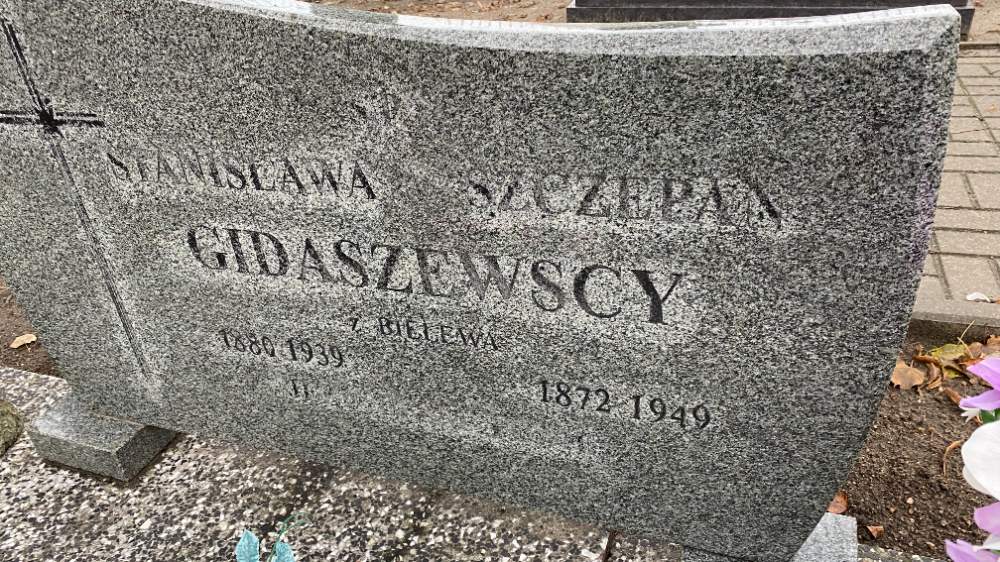 STANISŁAWA SZCZEPAN
GIDASZEWSCY
z BIELEWA
1880-1939
1872 1949